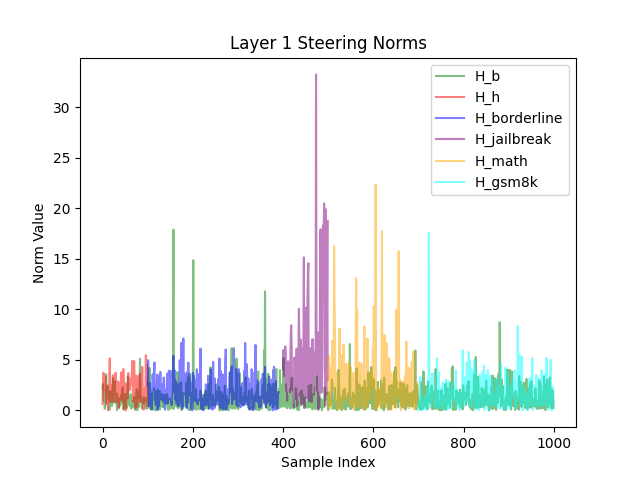 Layer 1 Steering Norms
H_b
H_h
H_borderline
H_jailbreak
H_math
H_gsm8k
Norm Value
30
25
20
15
10
5
0
0 200 400 600 800 1000
Sample Index